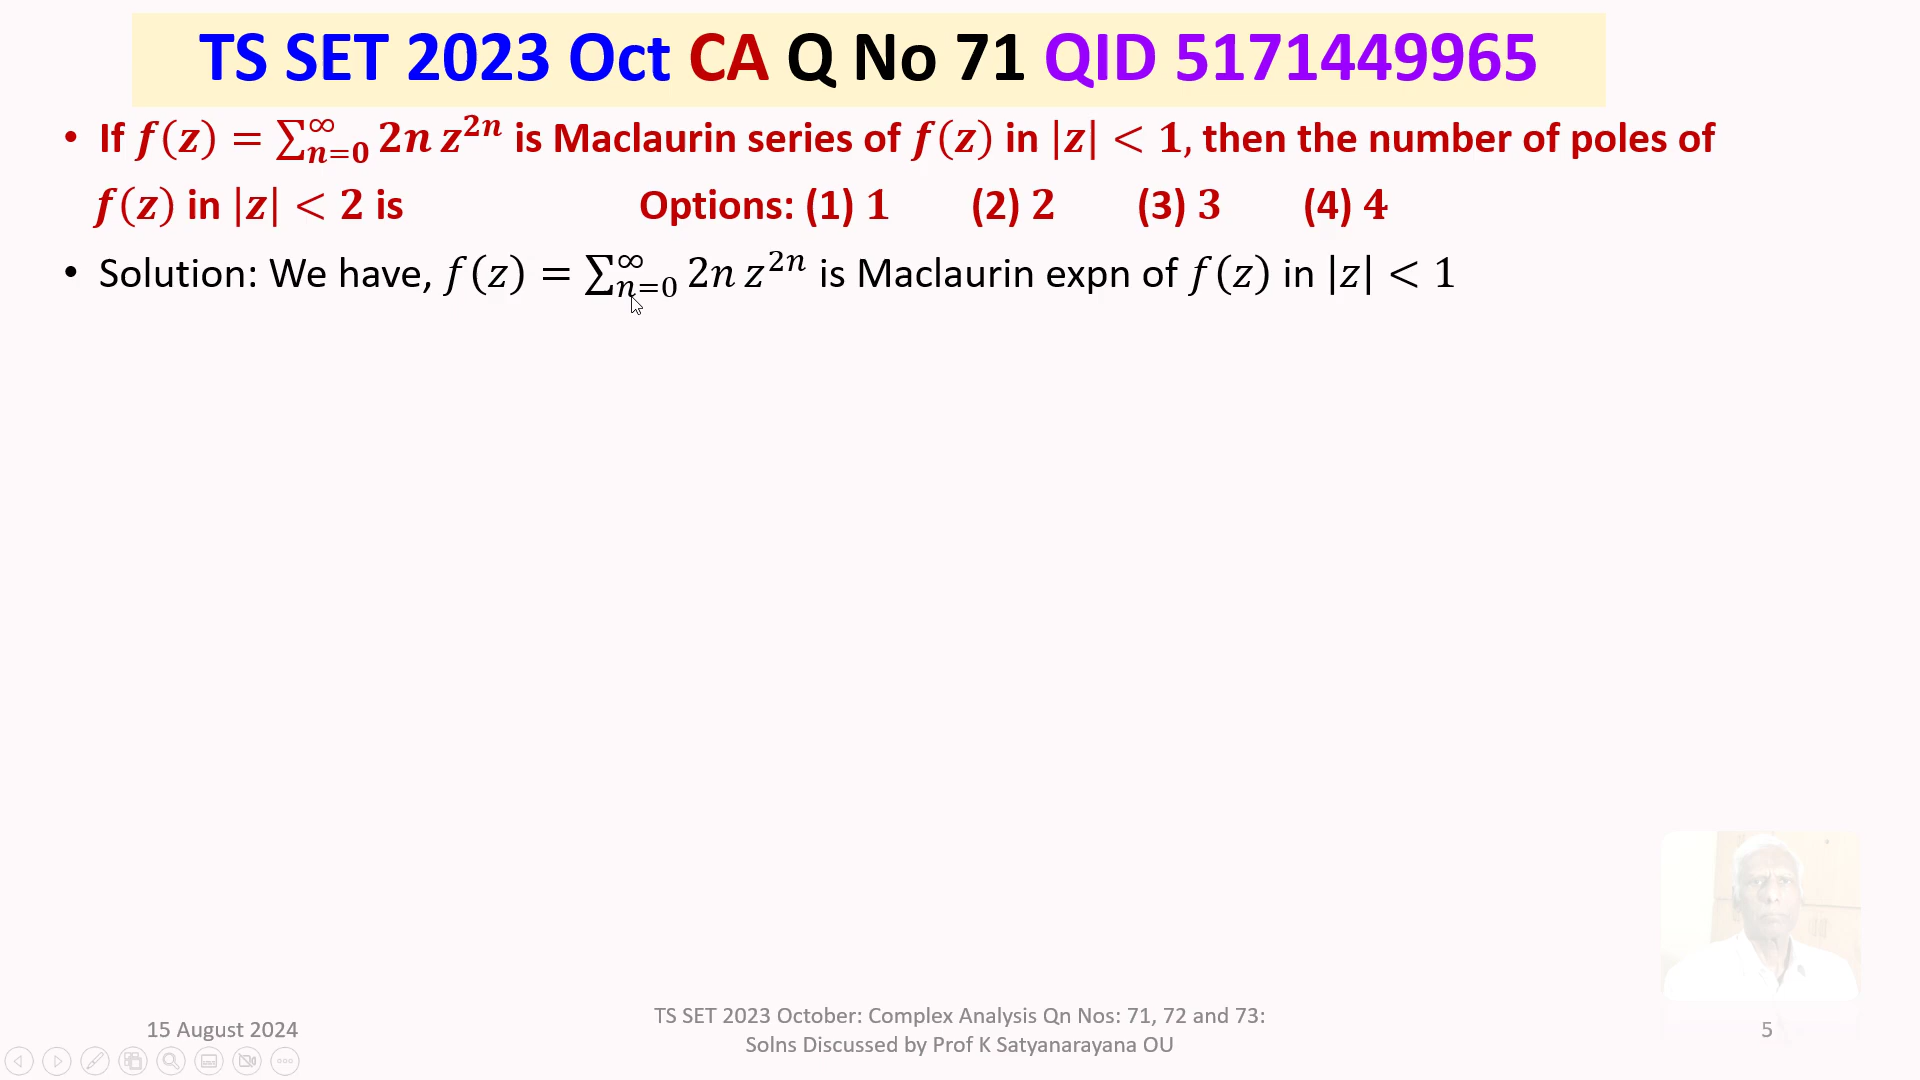 TS SET 2023 Oct CA Q No 71 QID 5171449965
• If f(z) = ∑_{n=0}^{∞} 2n z^{2n} is Maclaurin series of f(z) in |z| < 1, then the number of poles of
f(z) in |z| < 2 is Options: (1) 1 (2) 2 (3) 3 (4) 4
• Solution: We have, f(z) = ∑_{n=0}^{∞} 2n z^{2n} is Maclaurin expn of f(z) in |z| < 1
15 August 2024
TS SET 2023 October: Complex Analysis Qn Nos: 71, 72 and 73:
Solns Discussed by Prof K Satyanarayana OU
5